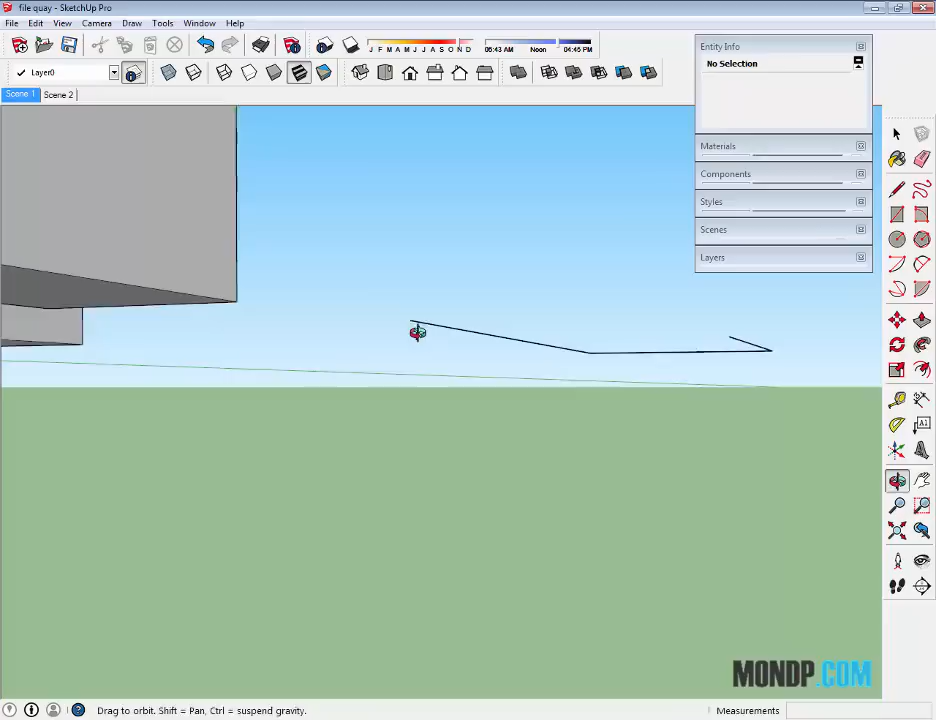 file quay - SketchUp Pro
File Edit View Camera Draw Tools Window Help
J F M A M J J A S O N D 06:43 AM Noon 04:45 PM
Layer0
Scene 1 Scene 2
Entity Info
No Selection
Materials
Components
Styles
Scenes
Layers
A1
MONDP.COM
Drag to orbit. Shift = Pan, Ctrl = suspend gravity.
Measurements